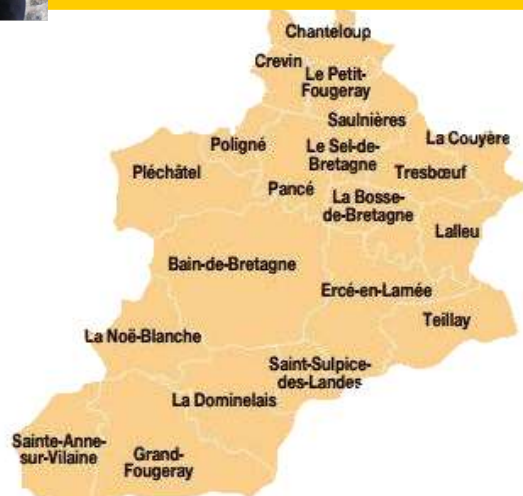 Chanteloup
Crevin
Le Petit-
Fougeray
Saulnières
La Couyère
Poligné
Le Sel-de-
Bretagne
Pléchâtel
Tresbœuf
Pancé
La Bosse-
de-Bretagne
Lalleu
Bain-de-Bretagne
Ercé-en-Lamée
Teillay
La Noë-Blanche
Saint-Sulpice-
des-Landes
La Dominelais
Sainte-Anne-
sur-Vilaine
Grand-
Fougeray